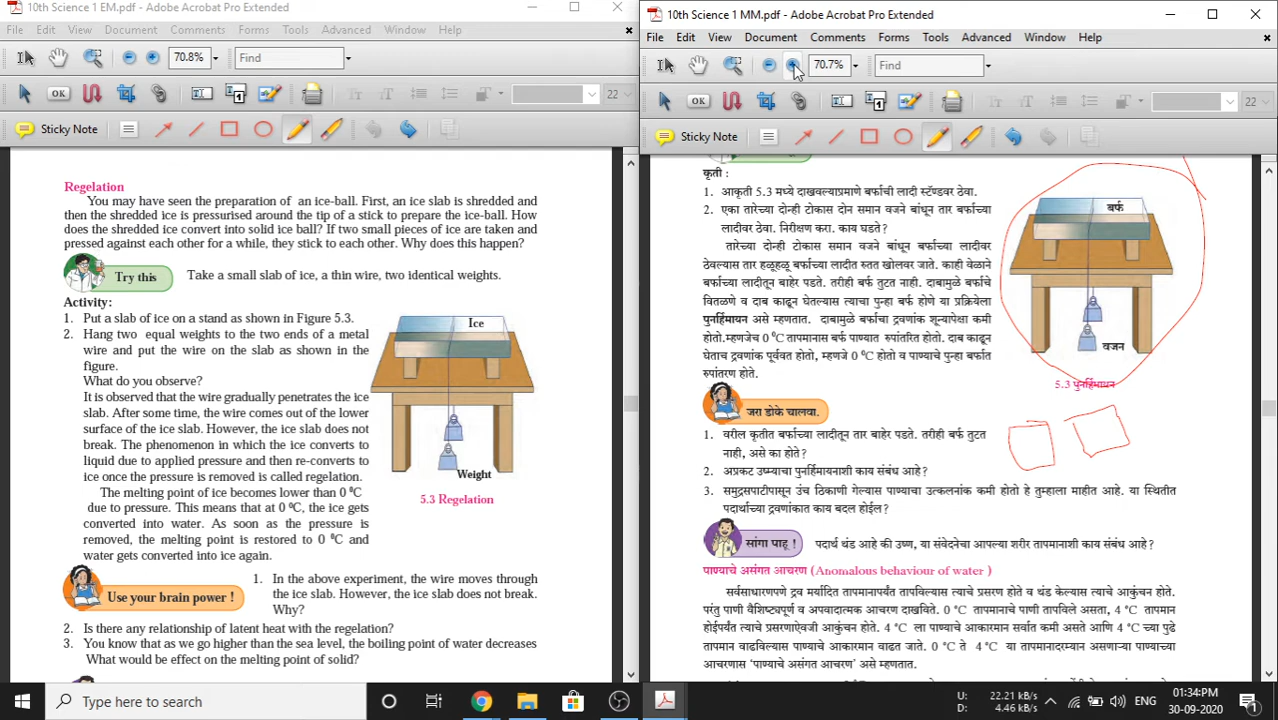 10th Science 1 EM.pdf - Adobe Acrobat Pro Extended
File Edit View Document Comments Forms Tools Advanced Window Help
70.8% Find
OK 22
Sticky Note
Regelation
You may have seen the preparation of an ice-ball. First, an ice slab is shredded and
then the shredded ice is pressurised around the tip of a stick to prepare the ice-ball. How
does the shredded ice convert into solid ice ball? If two small pieces of ice are taken and
pressed against each other for a while, they stick to each other. Why does this happen?
Try this Take a small slab of ice, a thin wire, two identical weights.
Activity:
1. Put a slab of ice on a stand as shown in Figure 5.3.
2. Hang two equal weights to the two ends of a metal
wire and put the wire on the slab as shown in the
figure.
What do you observe?
It is observed that the wire gradually penetrates the ice
slab. After some time, the wire comes out of the lower
surface of the ice slab. However, the ice slab does not
break. The phenomenon in which the ice converts to
liquid due to applied pressure and then re-converts to
ice once the pressure is removed is called regelation.
The melting point of ice becomes lower than 0 ⁰C
due to pressure. This means that at 0 ⁰C, the ice gets
converted into water. As soon as the pressure is
removed, the melting point is restored to 0 ⁰C and
water gets converted into ice again.
Ice
Weight
5.3 Regelation
Use your brain power !
1. In the above experiment, the wire moves through
the ice slab. However, the ice slab does not break.
Why?
2. Is there any relationship of latent heat with the regelation?
3. You know that as we go higher than the sea level, the boiling point of water decreases
What would be effect on the melting point of solid?
10th Science 1 MM.pdf - Adobe Acrobat Pro Extended
File Edit View Document Comments Forms Tools Advanced Window Help
70.7% Find
OK 22
Sticky Note
कृती :
1. आकृती 5.3 मध्ये दाखवल्याप्रमाणे बर्फाची लादी स्टॅण्डवर ठेवा.
2. एका तारेच्या दोन्ही टोकास दोन समान वजने बांधून तार बर्फाच्या
लादीवर ठेवा. निरीक्षण करा. काय घडते?
तारेच्या दोन्ही टोकास समान वजने बांधून बर्फाच्या लादीवर
ठेवल्यास तार हळूहळू बर्फाच्या लादीत रुतत खोलवर जाते. काही वेळाने
बर्फाच्या लादीतून बाहेर पडते. तरीही बर्फ तुटत नाही. दाबामुळे बर्फाचे
वितळणे व दाब काढून घेतल्यास त्याचा पुन्हा बर्फ होणे या प्रक्रियेला
पुनर्हिमायन असे म्हणतात. दाबामुळे बर्फाचा द्रवणांक शून्यापेक्षा कमी
होतो.म्हणजेच 0 ⁰C तापमानास बर्फ पाण्यात रुपांतरित होतो. दाब काढून
घेताच द्रवणांक पूर्ववत होतो, म्हणजे 0 ⁰C होतो व पाण्याचे पुन्हा बर्फात
रुपांतरण होते.
बर्फ
वजन
5.3 पुनर्हिमायन
जरा डोके चालवा.
1. वरील कृतीत बर्फाच्या लादीतून तार बाहेर पडते. तरीही बर्फ तुटत
नाही, असे का होते?
2. अप्रकट उष्म्याचा पुनर्हिमायनाशी काय संबंध आहे?
3. समुद्रसपाटीपासून उंच ठिकाणी गेल्यास पाण्याचा उत्कलनांक कमी होतो हे तुम्हाला माहीत आहे. या स्थितीत
पदार्थाच्या द्रवणांकात काय बदल होईल?
सांगा पाहू ! पदार्थ थंड आहे की उष्ण, या संवेदनेचा आपल्या शरीर तापमानाशी काय संबंध आहे?
पाण्याचे असंगत आचरण (Anomalous behaviour of water )
सर्वसाधारणपणे द्रव मर्यादित तापमानापर्यंत तापविल्यास त्याचे प्रसरण होते व थंड केल्यास त्याचे आकुंचन होते.
परंतु पाणी वैशिष्ट्यपूर्ण व अपवादात्मक आचरण दाखविते. 0 ⁰C तापमानाचे पाणी तापविले असता, 4 ⁰C तापमान
होईपर्यंत त्याचे प्रसरणाऐवजी आकुंचन होते. 4 ⁰C ला पाण्याचे आकारमान सर्वात कमी असते आणि 4 ⁰C च्या पुढे
तापमान वाढविल्यास पाण्याचे आकारमान वाढत जाते. 0 ⁰C ते 4 ⁰C या तापमानादरम्यान असणाऱ्या पाण्याच्या
आचरणास ‘पाण्याचे असंगत आचरण’ असे म्हणतात.
Type here to search
U: 22.21 kB/s
D: 4.46 kB/s
ENG
01:34 PM
30-09-2020
1